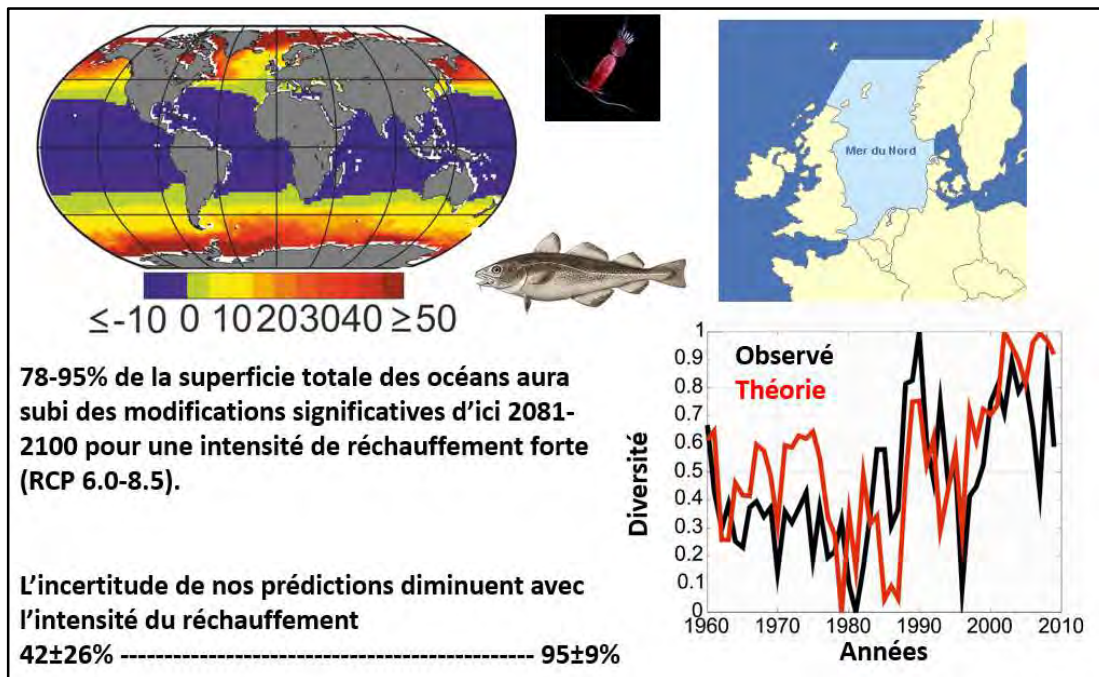 ≤-10 0 10 20 30 40 ≥50
Mer du Nord
78-95% de la superficie totale des océans aura
subi des modifications significatives d'ici 2081-
2100 pour une intensité de réchauffement forte
(RCP 6.0-8.5).
L'incertitude de nos prédictions diminuent avec
l'intensité du réchauffement
42±26% ---------------------------------------------------- 95±9%
Observé
Théorie
Diversité
1
0.9
0.8
0.7
0.6
0.5
0.4
0.3
0.2
0.1
0
1960 1970 1980 1990 2000 2010
Années